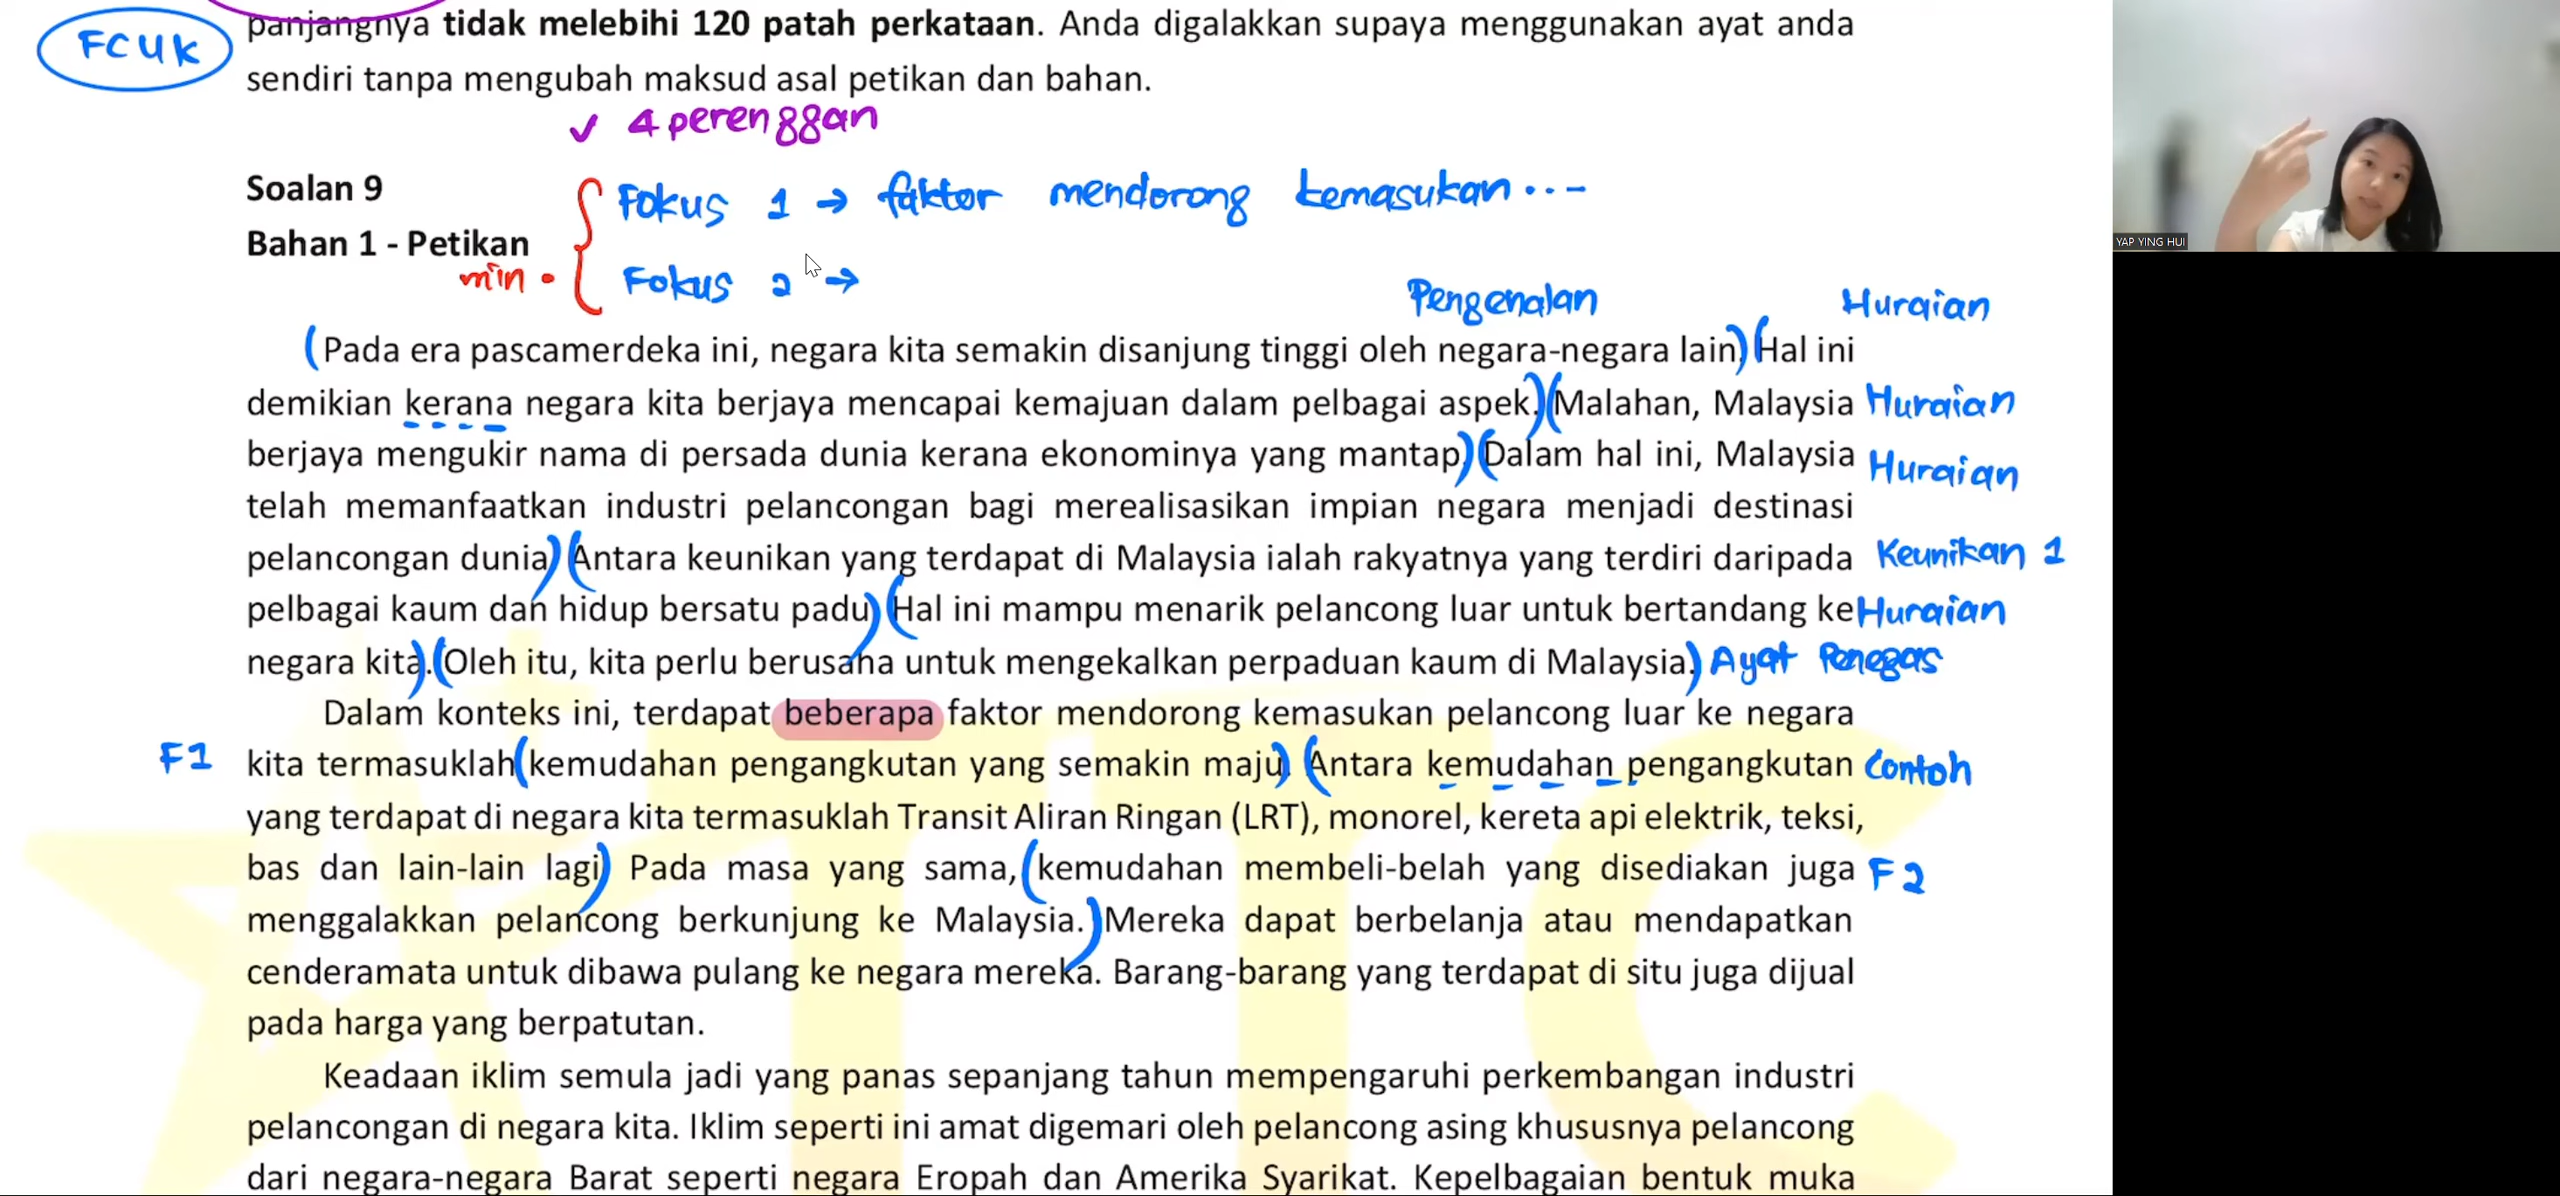 FCUK
panjangnya tidak melebihi 120 patah perkataan. Anda digalakkan supaya menggunakan ayat anda
sendiri tanpa mengubah maksud asal petikan dan bahan.
✓ 4 perenggan
Soalan 9
Fokus 1 → faktor mendorong kemasukan...-
Bahan 1 - Petikan
min •
Fokus 2 →
YAP YING HUI
Pengenalan Huraian
(Pada era pascamerdeka ini, negara kita semakin disanjung tinggi oleh negara-negara lain.)(Hal ini
demikian kerana negara kita berjaya mencapai kemajuan dalam pelbagai aspek.)(Malahan, Malaysia Huraian
berjaya mengukir nama di persada dunia kerana ekonominya yang mantap.)(Dalam hal ini, Malaysia Huraian
telah memanfaatkan industri pelancongan bagi merealisasikan impian negara menjadi destinasi
pelancongan dunia)(Antara keunikan yang terdapat di Malaysia ialah rakyatnya yang terdiri daripada Keunikan 1
pelbagai kaum dan hidup bersatu padu)(Hal ini mampu menarik pelancong luar untuk bertandang ke Huraian
negara kita).(Oleh itu, kita perlu berusaha untuk mengekalkan perpaduan kaum di Malaysia.) Ayat Penegas
Dalam konteks ini, terdapat beberapa faktor mendorong kemasukan pelancong luar ke negara
F1 kita termasuklah(kemudahan pengangkutan yang semakin maju.) (Antara kemudahan pengangkutan Contoh
yang terdapat di negara kita termasuklah Transit Aliran Ringan (LRT), monorel, kereta api elektrik, teksi,
bas dan lain-lain lagi) Pada masa yang sama,(kemudahan membeli-belah yang disediakan juga F2
menggalakkan pelancong berkunjung ke Malaysia.)Mereka dapat berbelanja atau mendapatkan
cenderamata untuk dibawa pulang ke negara mereka. Barang-barang yang terdapat di situ juga dijual
pada harga yang berpatutan.
Keadaan iklim semula jadi yang panas sepanjang tahun mempengaruhi perkembangan industri
pelancongan di negara kita. Iklim seperti ini amat digemari oleh pelancong asing khususnya pelancong
dari negara-negara Barat seperti negara Eropah dan Amerika Syarikat. Kepelbagaian bentuk muka